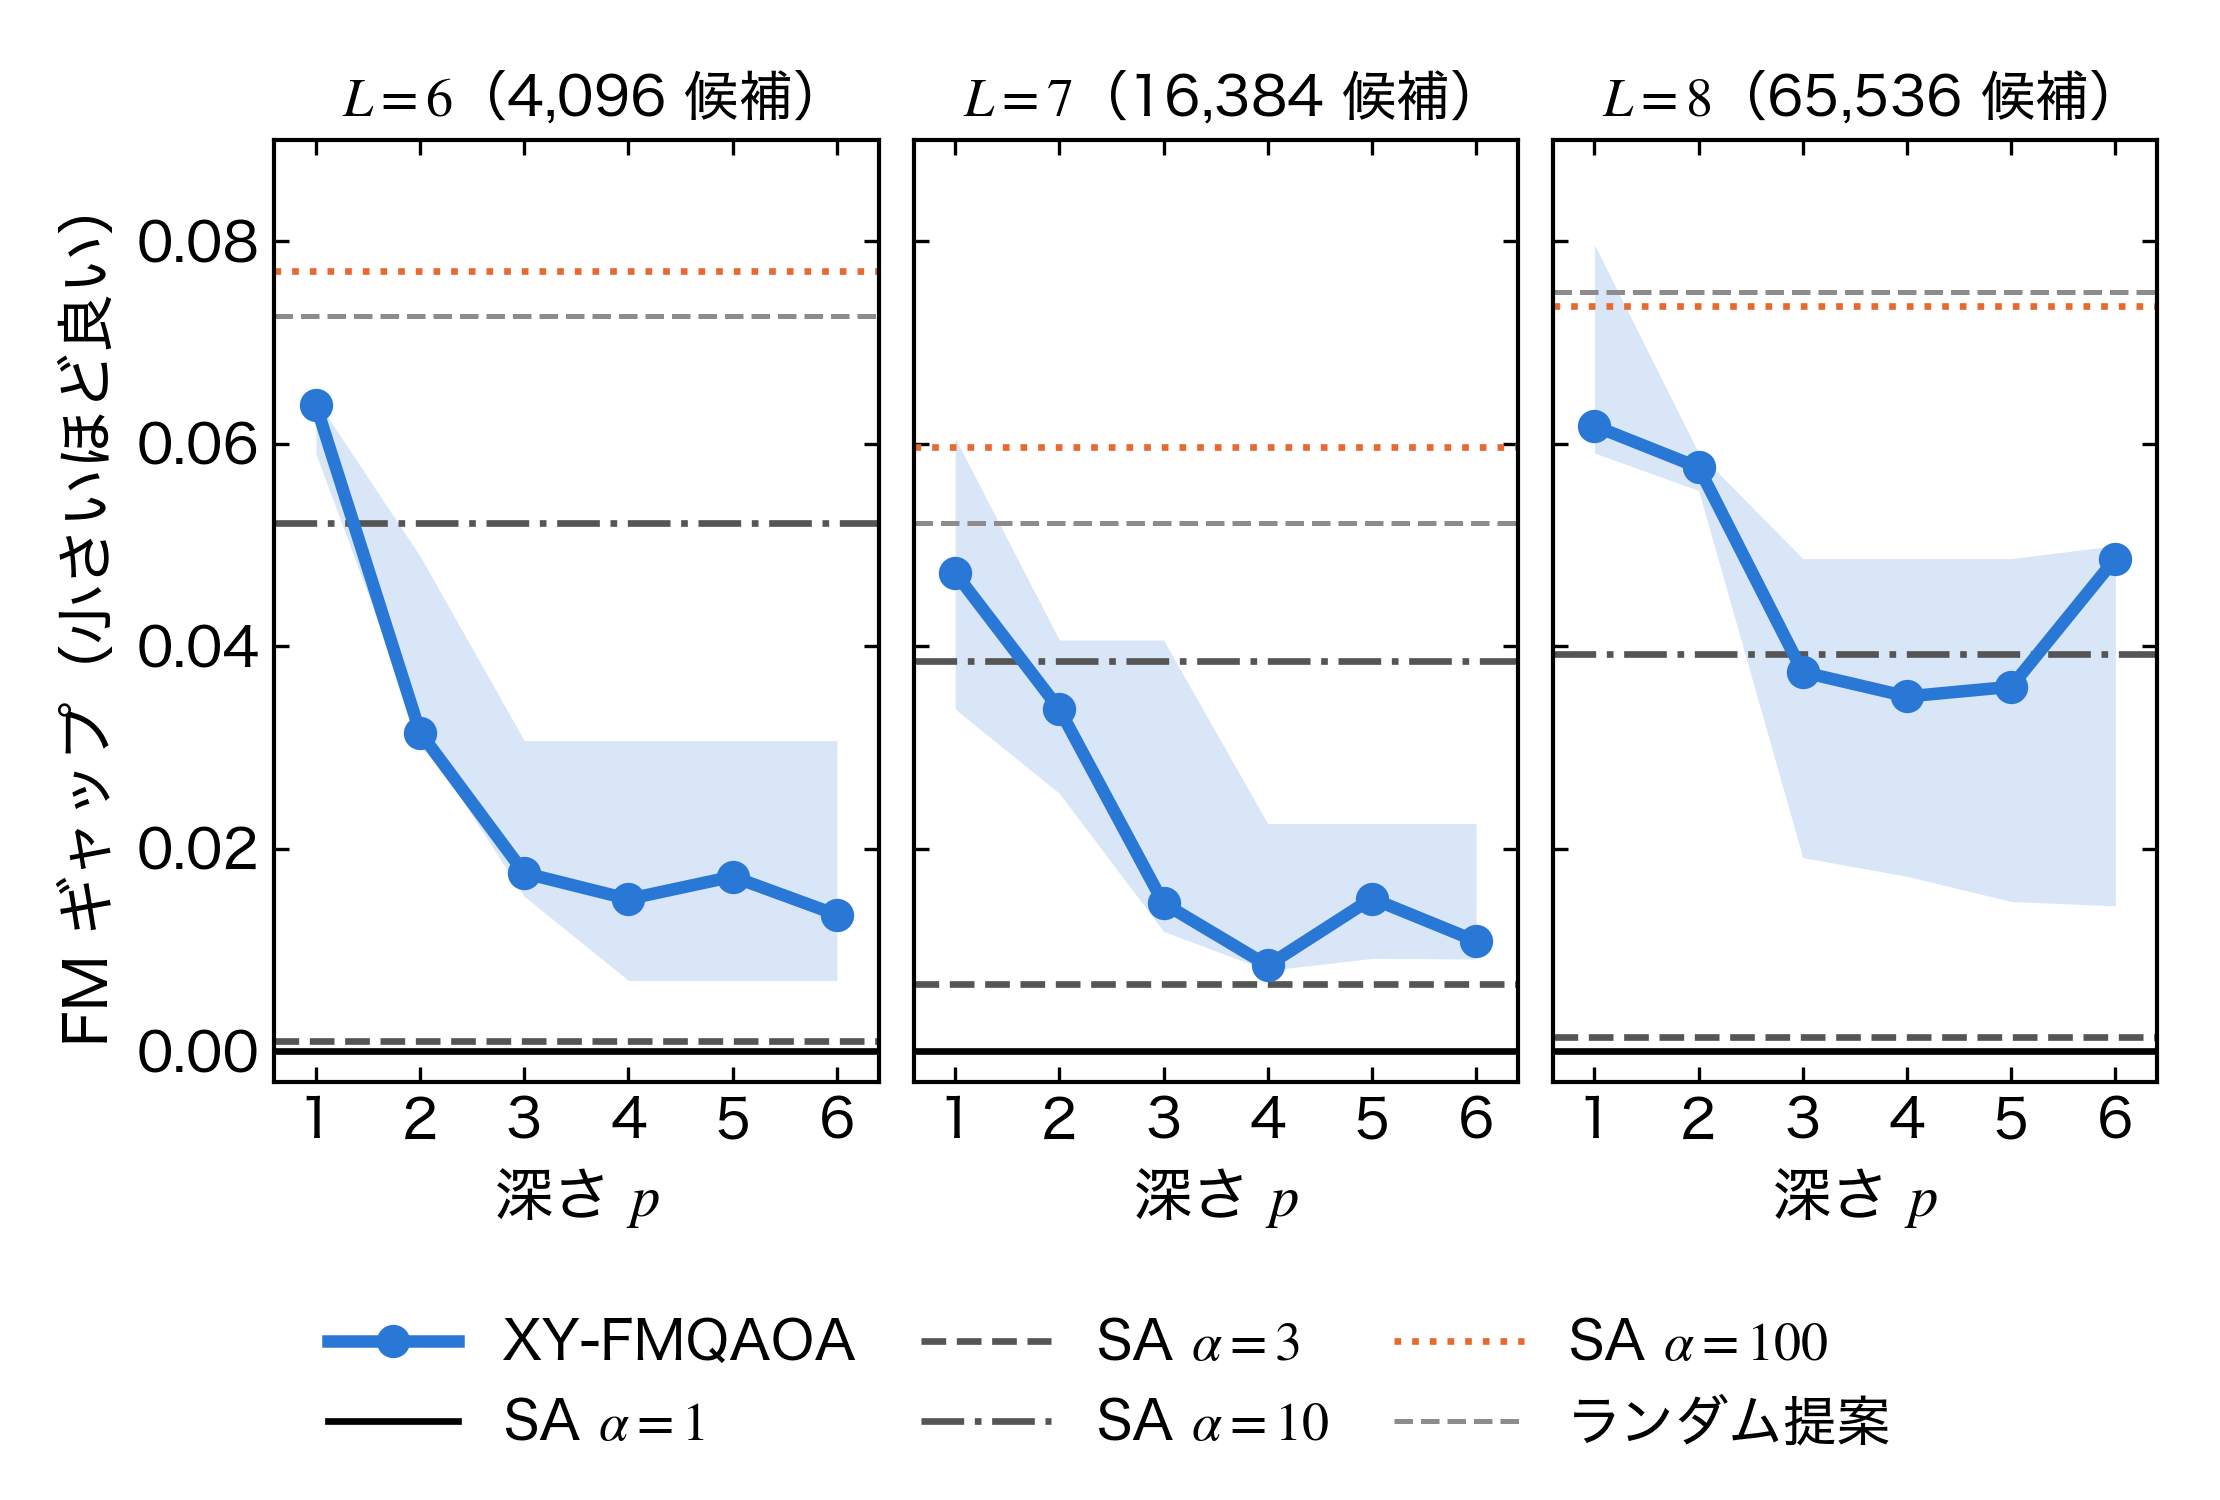 L=6（4,096 候補）
L=7（16,384 候補）
L=8（65,536 候補）
FM ギャップ（小さいほど良い）
0.08
0.06
0.04
0.02
0.00
1 2 3 4 5 6
1 2 3 4 5 6
1 2 3 4 5 6
深さ p
深さ p
深さ p
XY-FMQAOA
SA α=1
SA α=3
SA α=10
SA α=100
ランダム提案